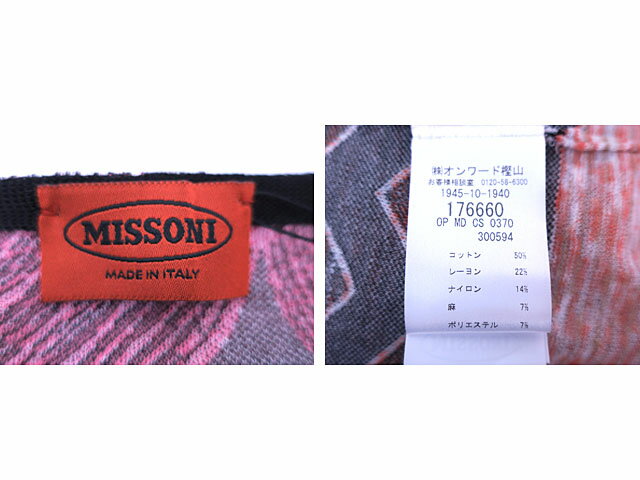 MISSONI
MADE IN ITALY
㈱オンワード樫山
お客様相談室 0120-58-6300
1945-10-1940
176660
OP MD CS 0370
300594
コットン 50%
レーヨン 22%
ナイロン 14%
麻 7%
ポリエステル 7%